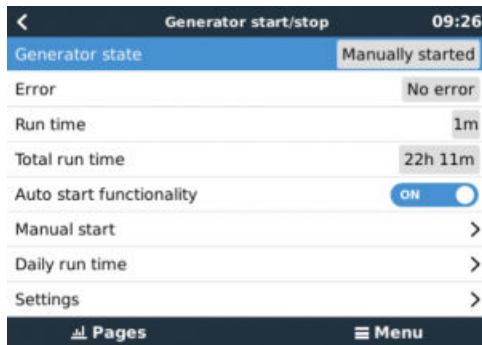 Generator start/stop 09:26
Generator state Manually started
Error No error
Run time 1m
Total run time 22h 11m
Auto start functionality ON
Manual start
Daily run time
Settings
Pages Menu